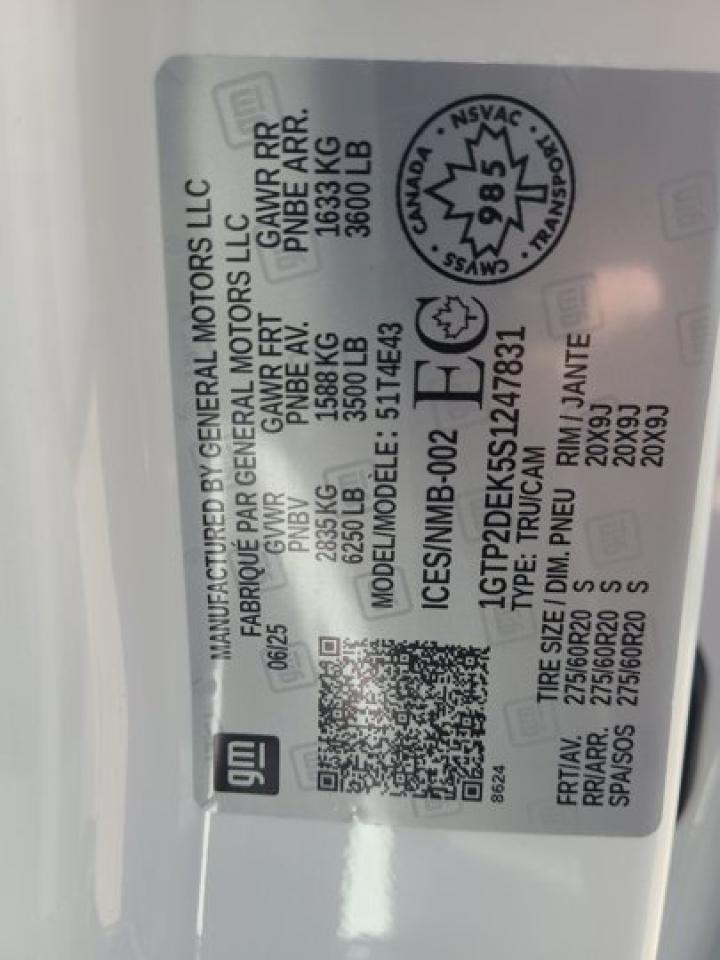 gm
MANUFACTURED BY GENERAL MOTORS LLC
FABRIQUÉ PAR GENERAL MOTORS LLC
06/25 GVWR GAWR FRT GAWR RR
PNBV PNBE AV. PNBE ARR.
2835 KG 1588 KG 1633 KG
6250 LB 3500 LB 3600 LB
MODEL/MODÈLE: 51T4E43
ICES/NMB-002 EC
CANADA · NSVAC · TRANSPORT · CMVSS
985
1GTP2DEK5S1247831
TYPE: TRU/CAM
TIRE SIZE / DIM. PNEU RIM / JANTE
FRT/AV. 275/60R20 S 20X9J
RR/ARR. 275/60R20 S 20X9J
SPA/SOS 275/60R20 S 20X9J
8624